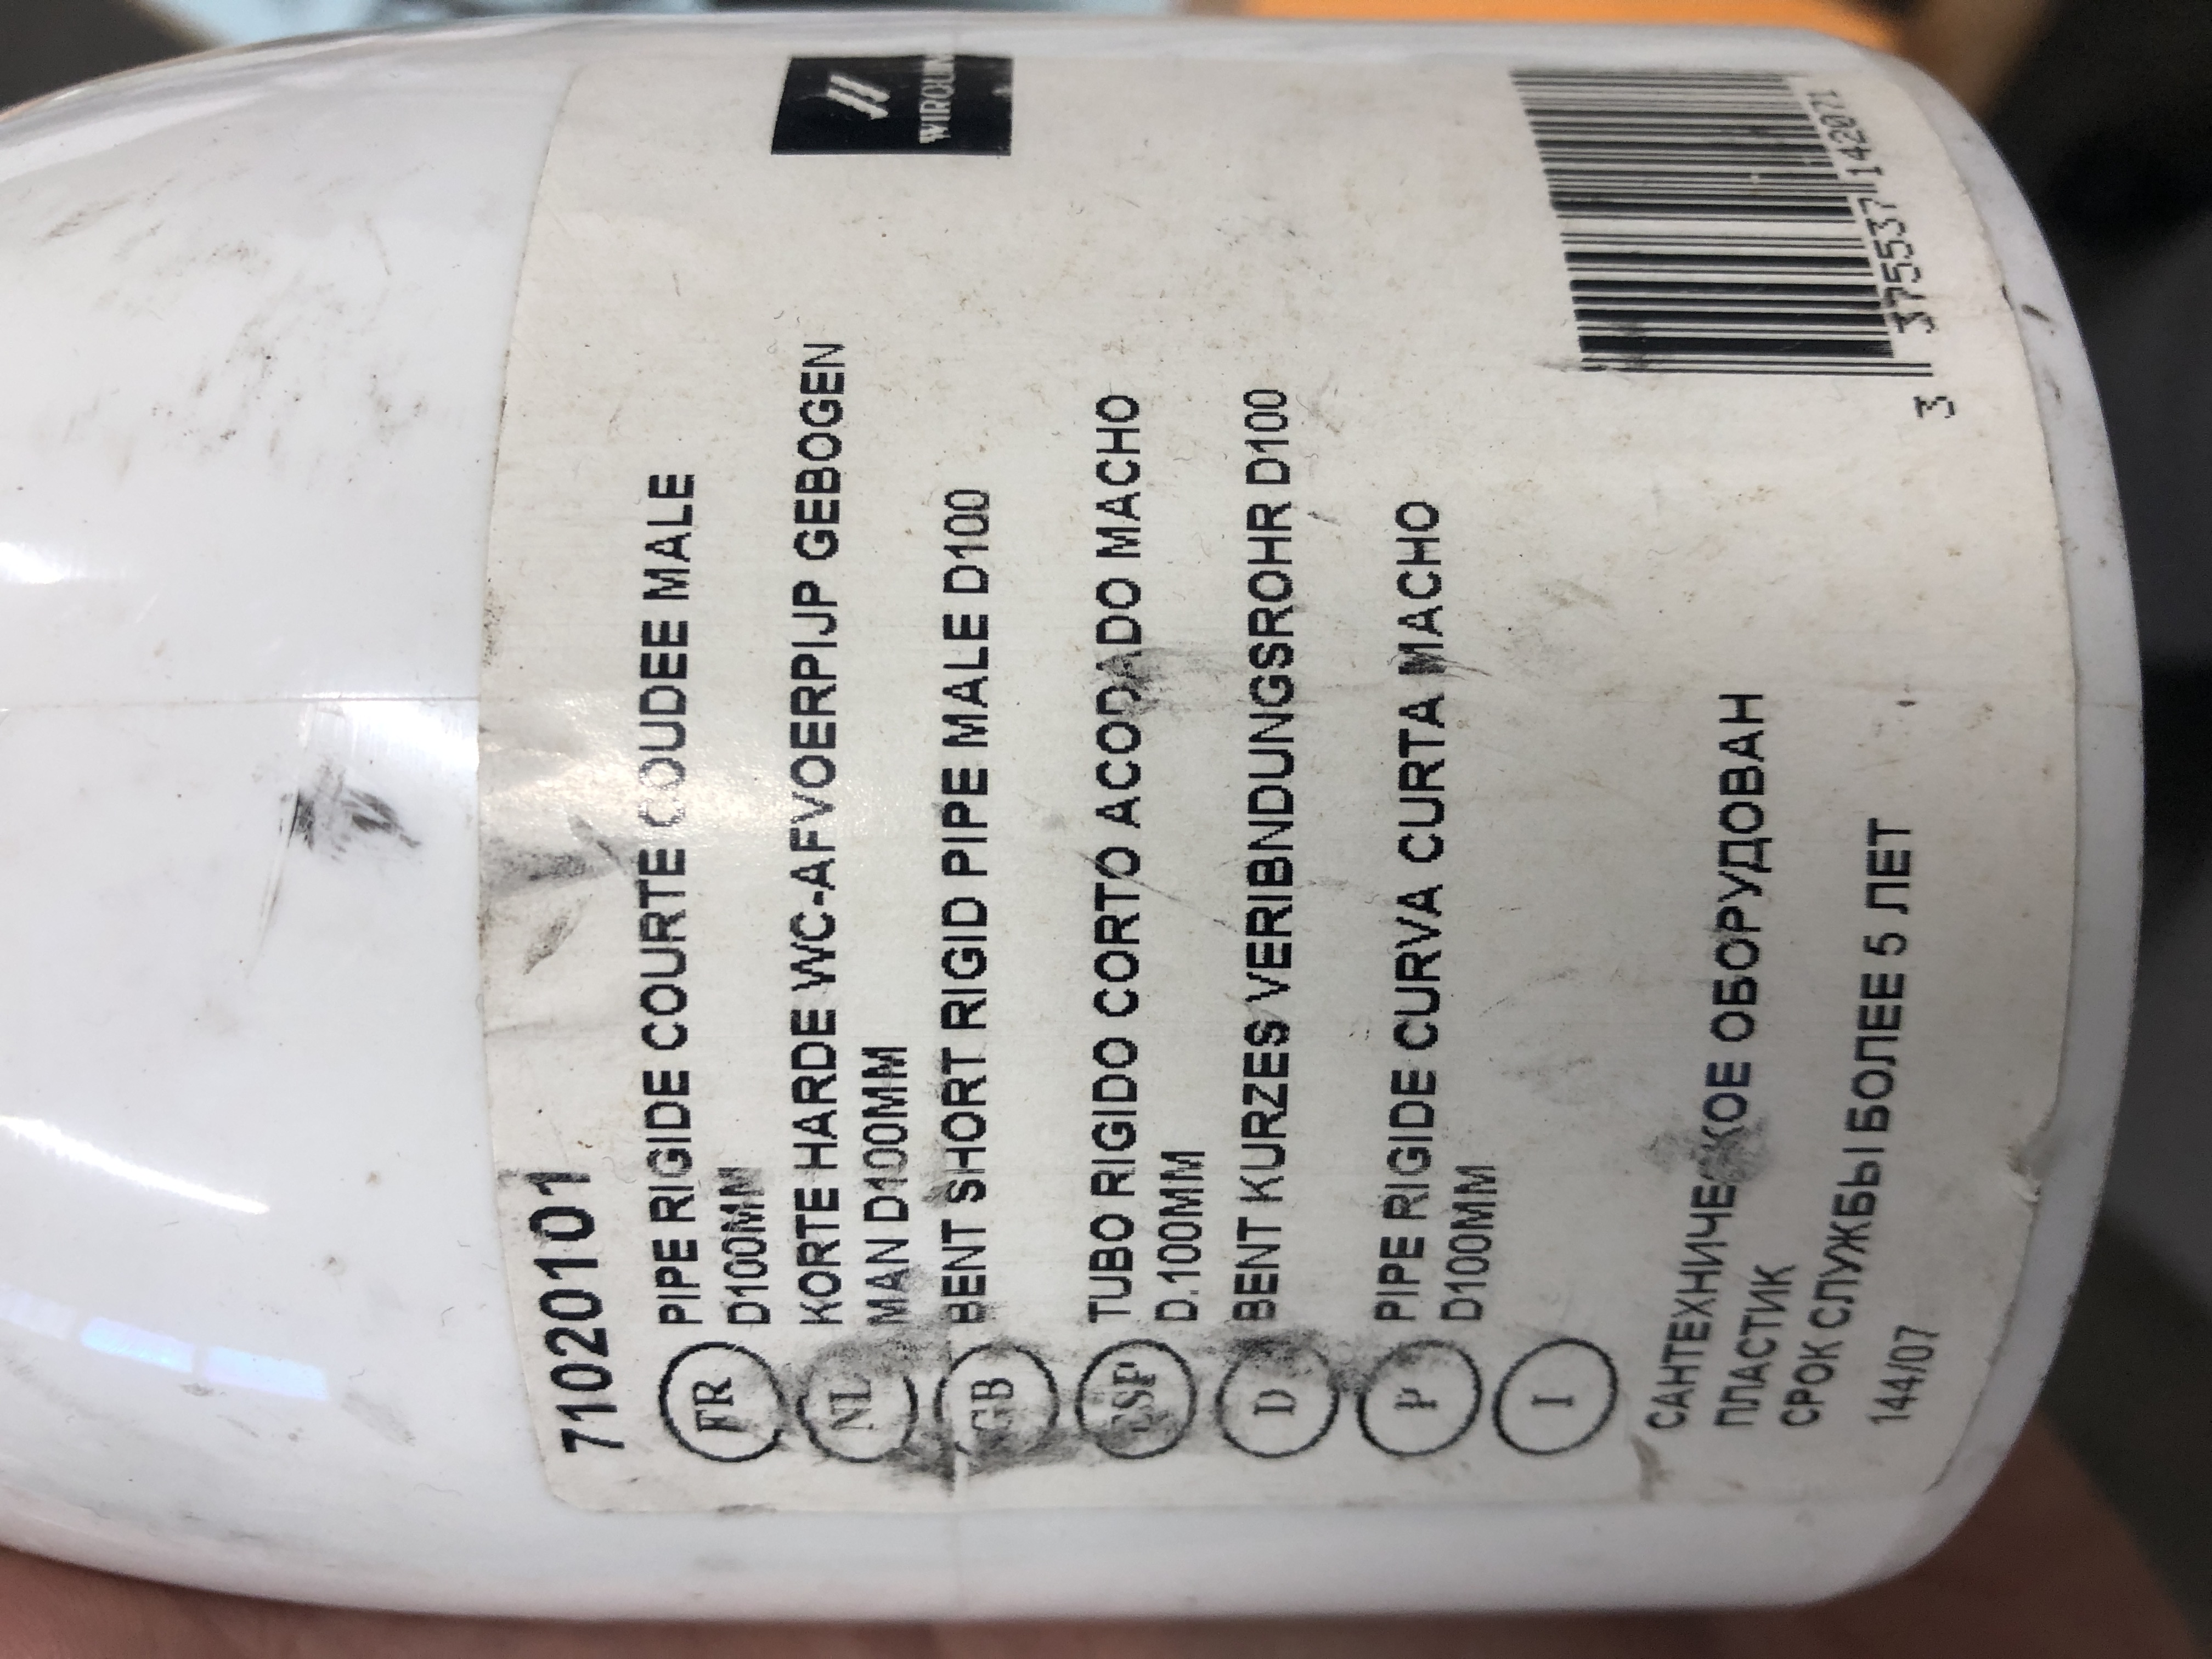 71020101
WIROUIN
FR PIPE RIGIDE COURTE COUDEE MALE
D100MM
NL KORTE HARDE WC-AFVOERPIJP GEBOGEN
MAN D100MM
GB BENT SHORT RIGID PIPE MALE D100
ESP TUBO RIGIDO CORTO ACODADO MACHO
D.100MM
D BENT KURZES VERIBNDUNGSROHR D100
P PIPE RIGIDE CURVA CURTA MACHO
D100MM
I
САНТЕХНИЧЕСКОЕ ОБОРУДОВАН
ПЛАСТИК
СРОК СЛУЖБЫ БОЛЕЕ 5 ЛЕТ
144/07
3 375537 142071